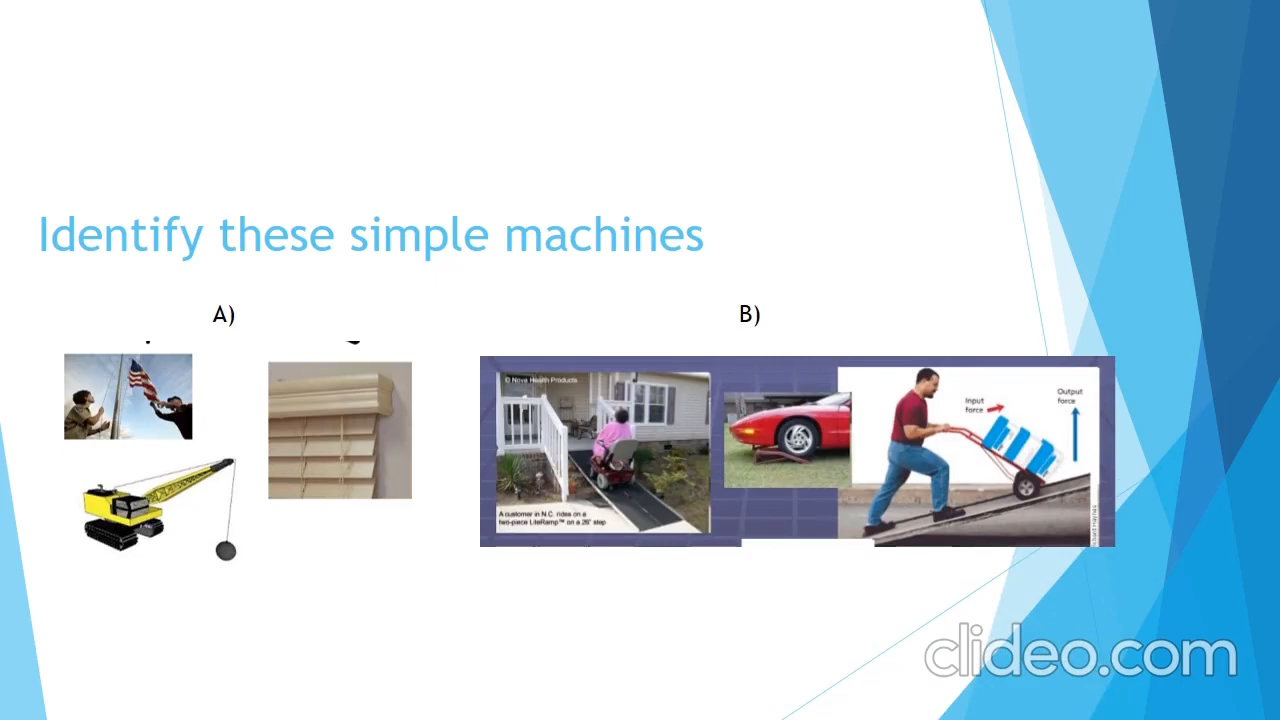 Identify these simple machines
A)
B)
© Nova Health Products
A customer in N.C. rides on a
two-piece LiteRamp™ on a 26" step
Input
force
Output
force
clideo.com